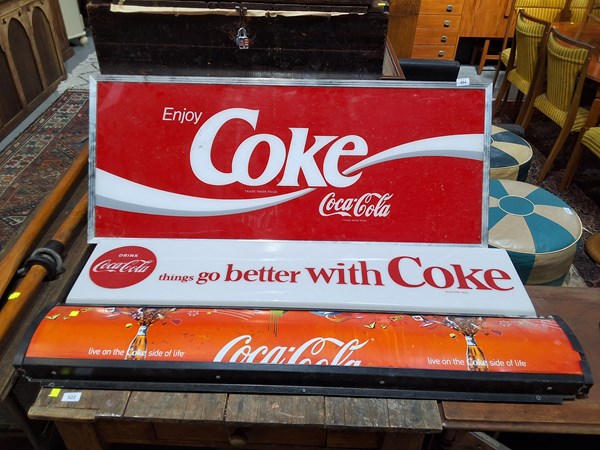 Enjoy
Coke
Coca-Cola
DRINK
Coca-Cola
things go better with Coke
live on the Coke side of life
Coca-Cola
live on the Coke side of life